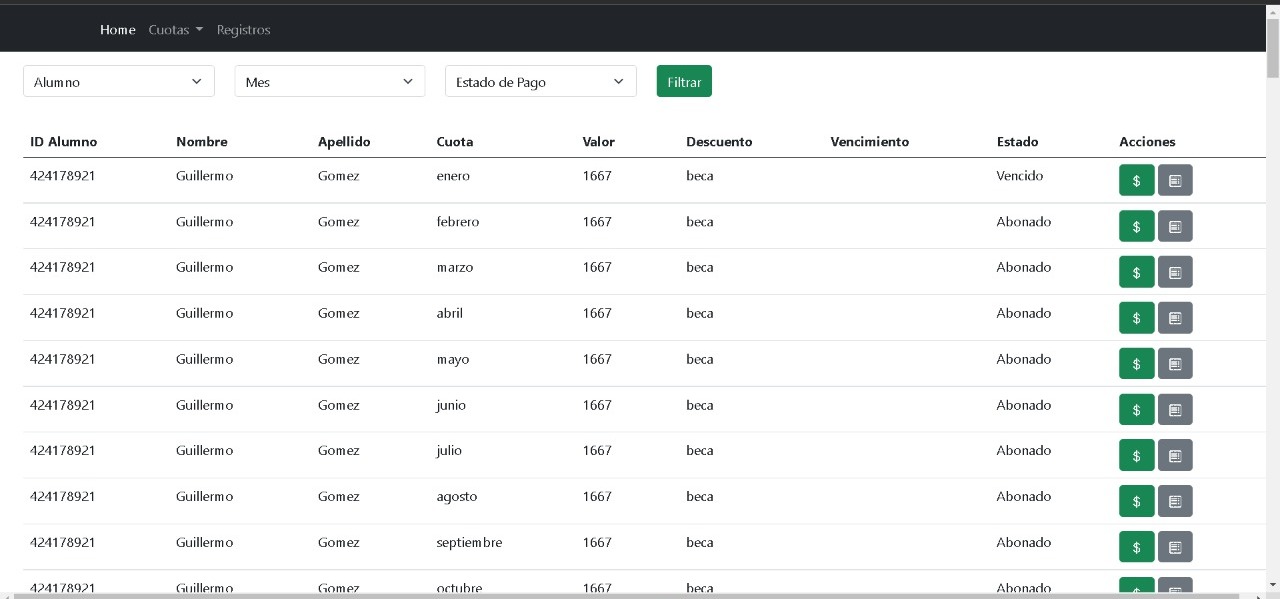 Home Cuotas Registros
Alumno Mes Estado de Pago Filtrar
ID Alumno Nombre Apellido Cuota Valor Descuento Vencimiento Estado Acciones
424178921 Guillermo Gomez enero 1667 beca Vencido $
424178921 Guillermo Gomez febrero 1667 beca Abonado $
424178921 Guillermo Gomez marzo 1667 beca Abonado $
424178921 Guillermo Gomez abril 1667 beca Abonado $
424178921 Guillermo Gomez mayo 1667 beca Abonado $
424178921 Guillermo Gomez junio 1667 beca Abonado $
424178921 Guillermo Gomez julio 1667 beca Abonado $
424178921 Guillermo Gomez agosto 1667 beca Abonado $
424178921 Guillermo Gomez septiembre 1667 beca Abonado $
424178921 Guillermo Gomez octubre 1667 beca Abonado $